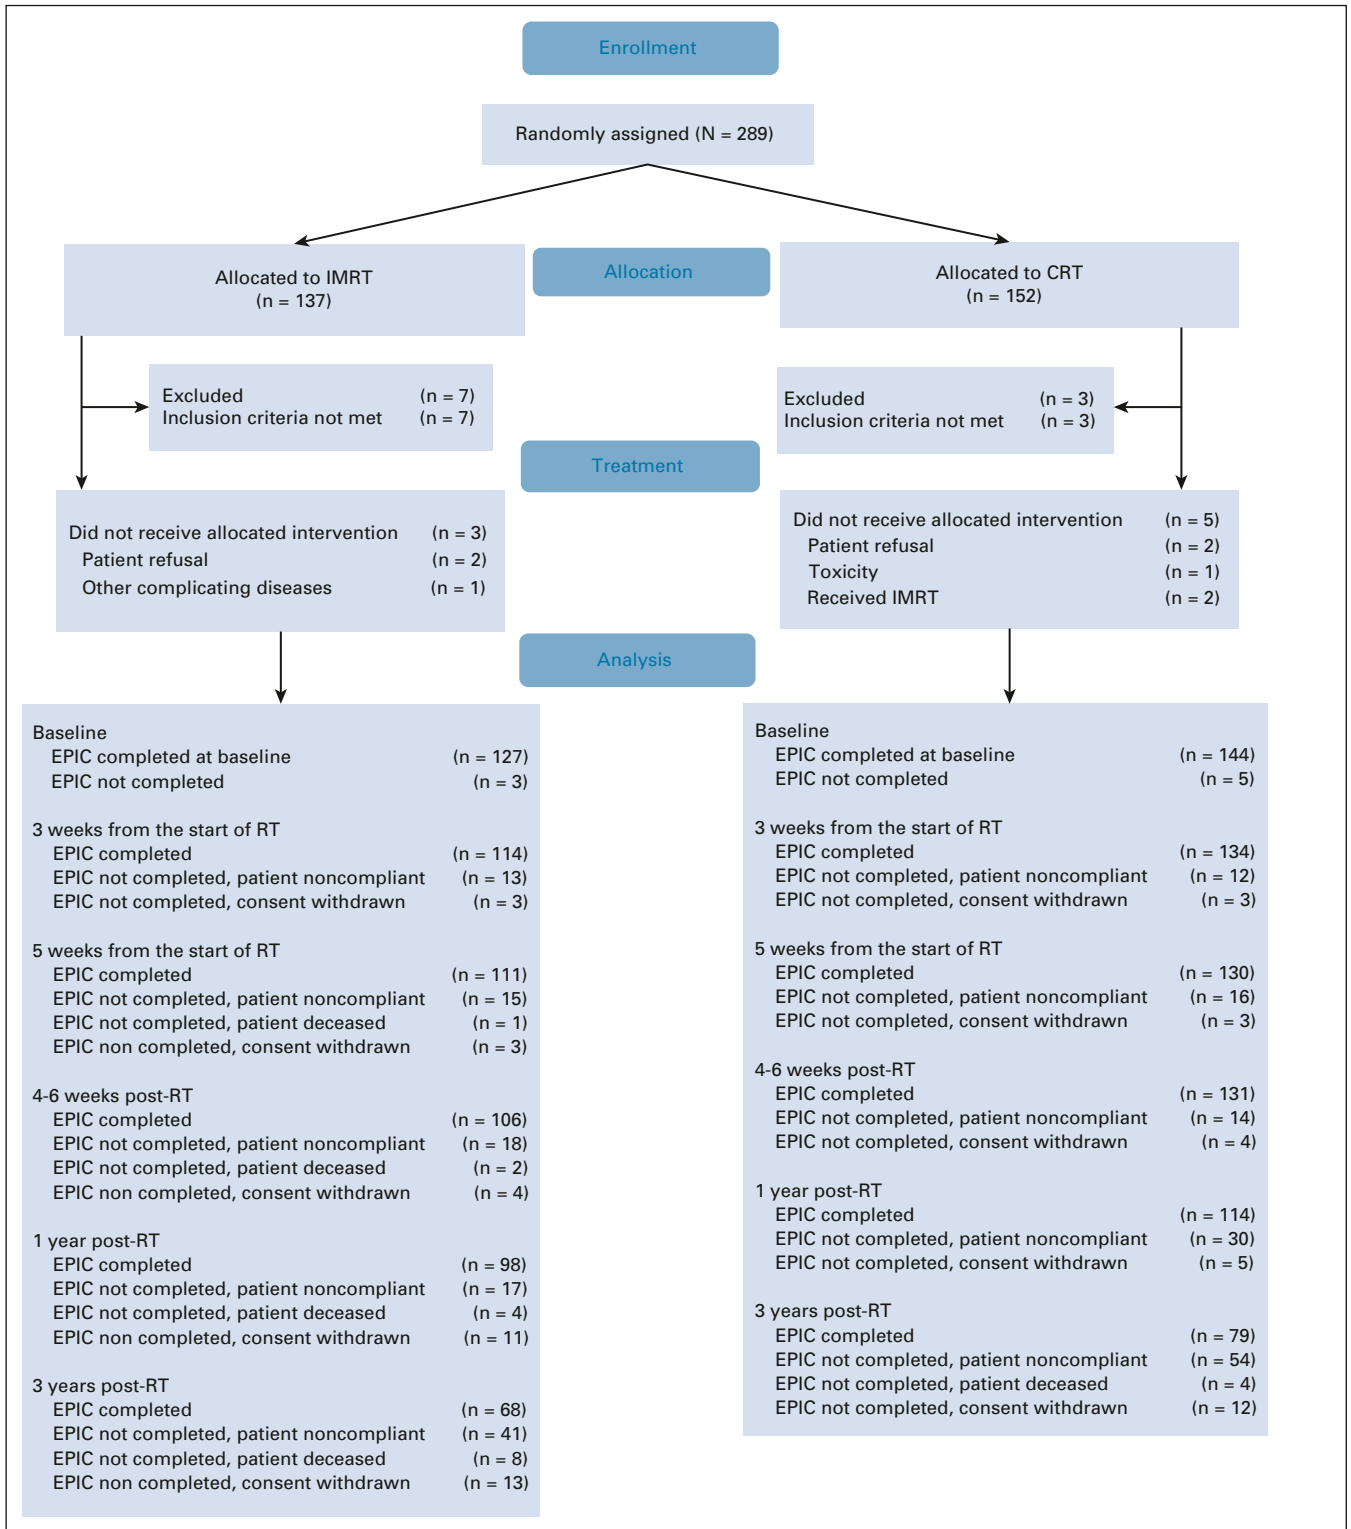 Enrollment
Randomly assigned (N = 289)
Allocation
Allocated to IMRT
(n = 137)
Allocated to CRT
(n = 152)
Excluded (n = 7)
Inclusion criteria not met (n = 7)
Excluded (n = 3)
Inclusion criteria not met (n = 3)
Treatment
Did not receive allocated intervention (n = 3)
Patient refusal (n = 2)
Other complicating diseases (n = 1)
Did not receive allocated intervention (n = 5)
Patient refusal (n = 2)
Toxicity (n = 1)
Received IMRT (n = 2)
Analysis
Baseline
EPIC completed at baseline (n = 127)
EPIC not completed (n = 3)
3 weeks from the start of RT
EPIC completed (n = 114)
EPIC not completed, patient noncompliant (n = 13)
EPIC not completed, consent withdrawn (n = 3)
5 weeks from the start of RT
EPIC completed (n = 111)
EPIC not completed, patient noncompliant (n = 15)
EPIC not completed, patient deceased (n = 1)
EPIC non completed, consent withdrawn (n = 3)
4-6 weeks post-RT
EPIC completed (n = 106)
EPIC not completed, patient noncompliant (n = 18)
EPIC not completed, patient deceased (n = 2)
EPIC non completed, consent withdrawn (n = 4)
1 year post-RT
EPIC completed (n = 98)
EPIC not completed, patient noncompliant (n = 17)
EPIC not completed, patient deceased (n = 4)
EPIC non completed, consent withdrawn (n = 11)
3 years post-RT
EPIC completed (n = 68)
EPIC not completed, patient noncompliant (n = 41)
EPIC not completed, patient deceased (n = 8)
EPIC non completed, consent withdrawn (n = 13)
Baseline
EPIC completed at baseline (n = 144)
EPIC not completed (n = 5)
3 weeks from the start of RT
EPIC completed (n = 134)
EPIC not completed, patient noncompliant (n = 12)
EPIC not completed, consent withdrawn (n = 3)
5 weeks from the start of RT
EPIC completed (n = 130)
EPIC not completed, patient noncompliant (n = 16)
EPIC not completed, consent withdrawn (n = 3)
4-6 weeks post-RT
EPIC completed (n = 131)
EPIC not completed, patient noncompliant (n = 14)
EPIC not completed, consent withdrawn (n = 4)
1 year post-RT
EPIC completed (n = 114)
EPIC not completed, patient noncompliant (n = 30)
EPIC not completed, consent withdrawn (n = 5)
3 years post-RT
EPIC completed (n = 79)
EPIC not completed, patient noncompliant (n = 54)
EPIC not completed, patient deceased (n = 4)
EPIC not completed, consent withdrawn (n = 12)